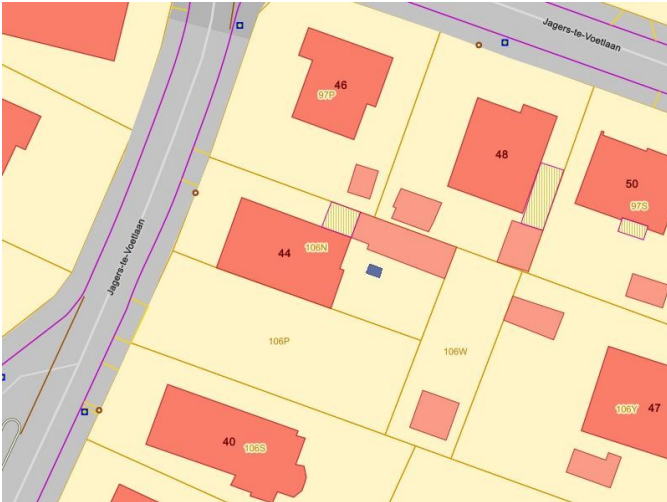 Jagers-te-Voetlaan
46
97P
48
50
97S
Jagers-te-Voetlaan
44
106N
106P
106W
40
106S
106Y
47